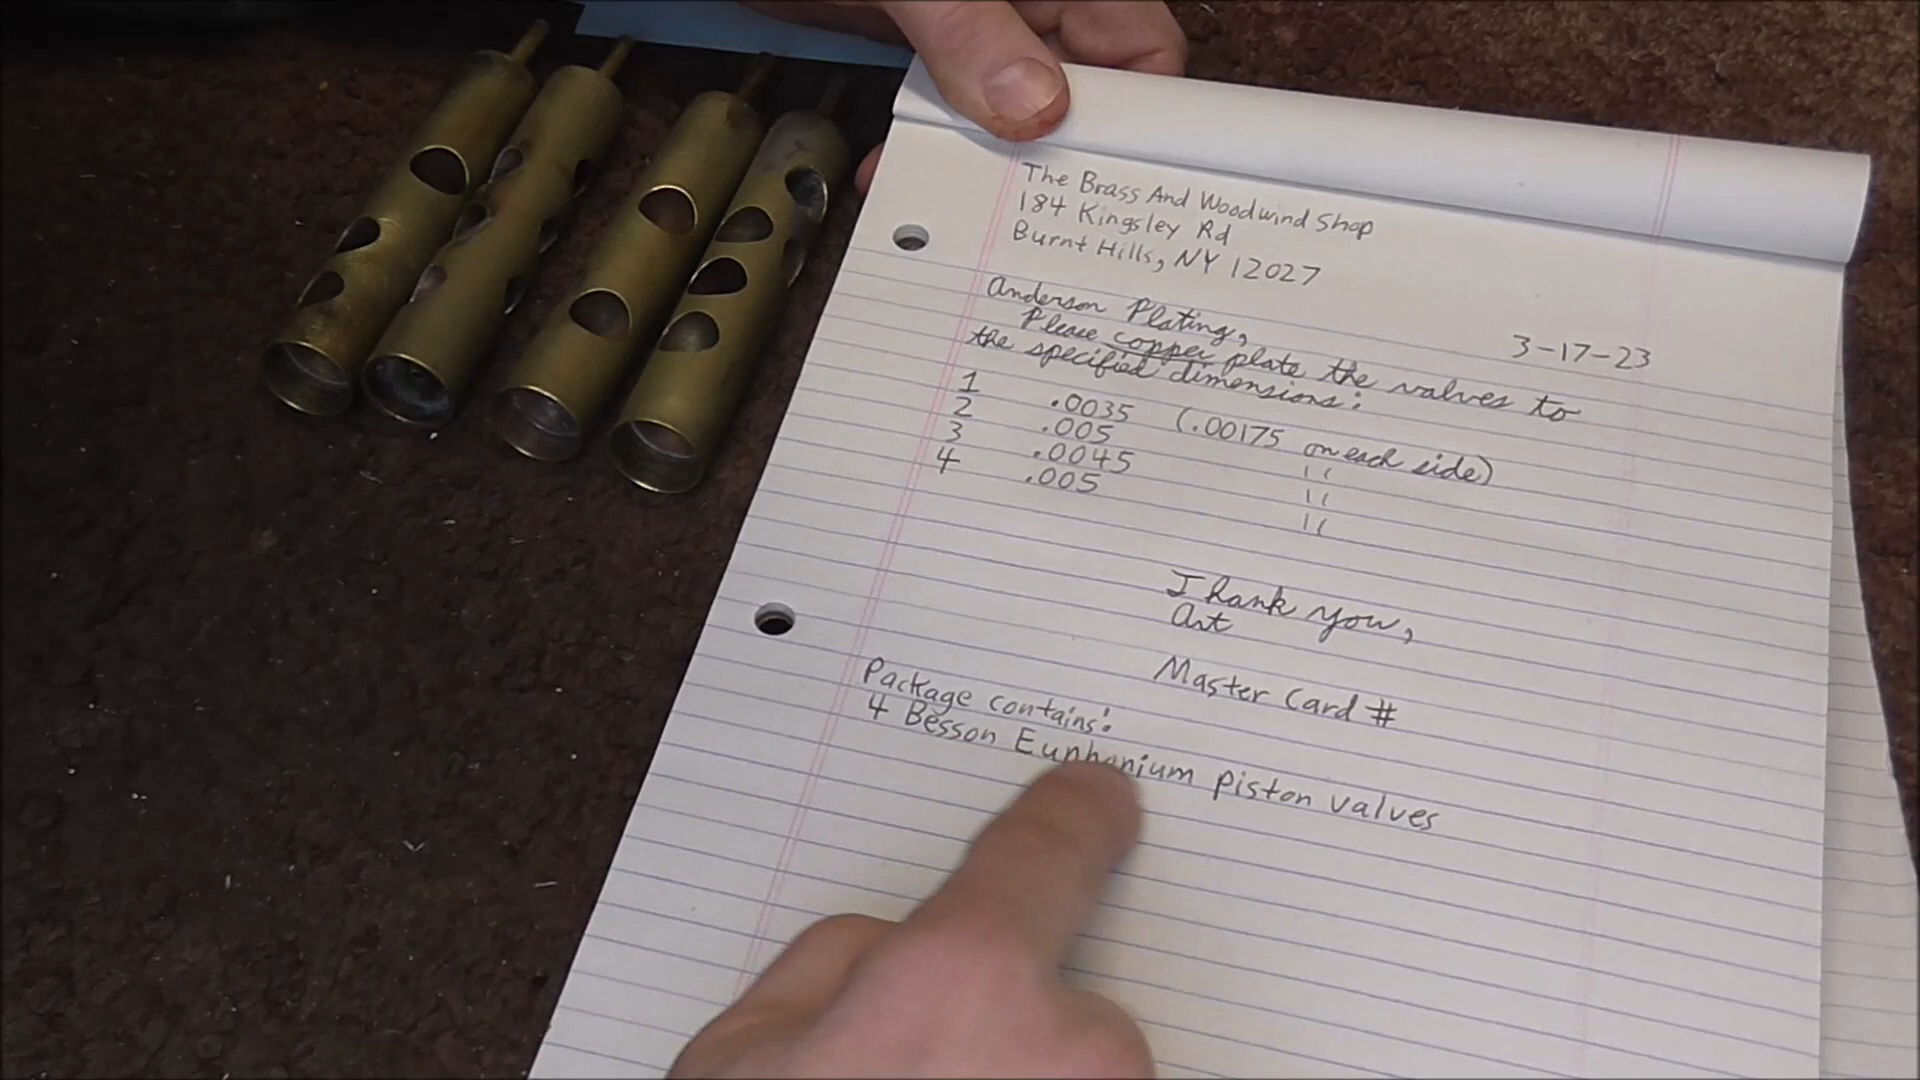 The Brass And Woodwind Shop
184 Kingsley Rd
Burnt Hills, NY 12027
Anderson Plating,
3-17-23
Please copper plate the valves to
the specified dimensions:
1 .0035 (.00175 on each side)
2 .005 "
3 .0045 "
4 .005 "
Thank you,
Art
Master Card #
Package contains:
4 Besson Euphonium piston valves